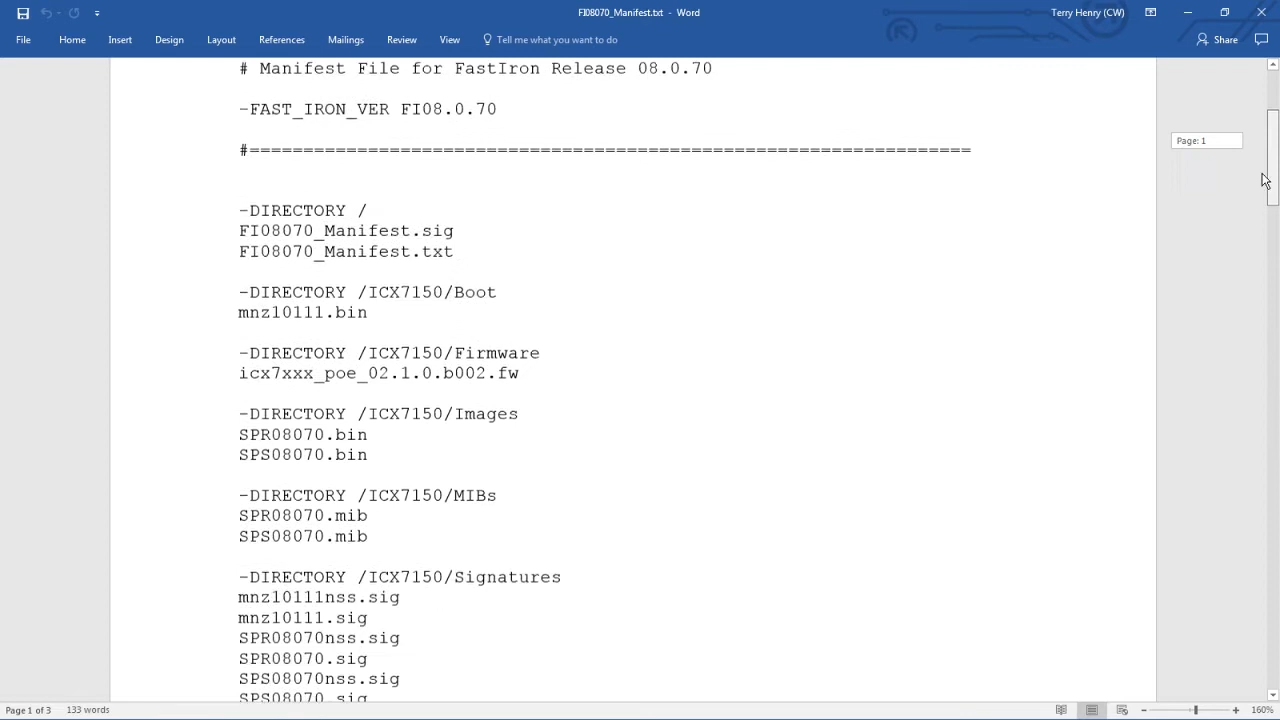 FI08070_Manifest.txt - Word
Terry Henry (CW)
File Home Insert Design Layout References Mailings Review View Tell me what you want to do Share
# Manifest File for FastIron Release 08.0.70
-FAST_IRON_VER FI08.0.70
#===================================================================
Page: 1
-DIRECTORY /
FI08070_Manifest.sig
FI08070_Manifest.txt
-DIRECTORY /ICX7150/Boot
mnz10111.bin
-DIRECTORY /ICX7150/Firmware
icx7xxx_poe_02.1.0.b002.fw
-DIRECTORY /ICX7150/Images
SPR08070.bin
SPS08070.bin
-DIRECTORY /ICX7150/MIBs
SPR08070.mib
SPS08070.mib
-DIRECTORY /ICX7150/Signatures
mnz10111nss.sig
mnz10111.sig
SPR08070nss.sig
SPR08070.sig
SPS08070nss.sig
SPS08070.sig
Page 1 of 3 133 words 160%